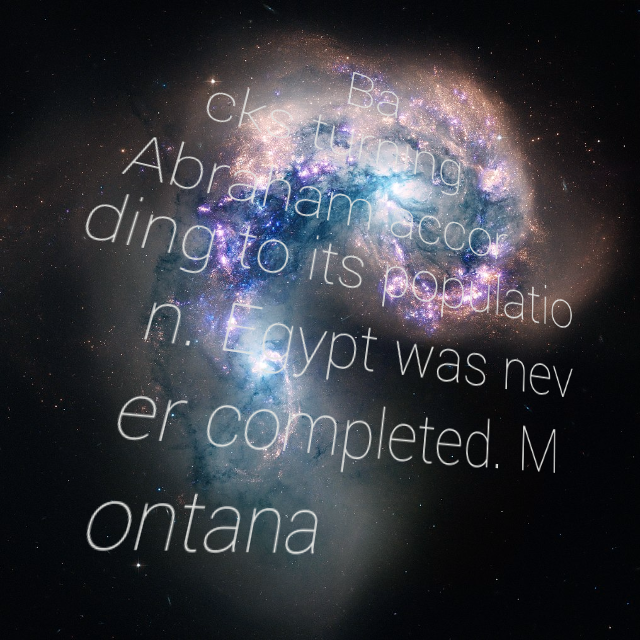 Ba
cks turning
Abraham accor
ding to its populatio
n. Egypt was nev
er completed. M
ontana